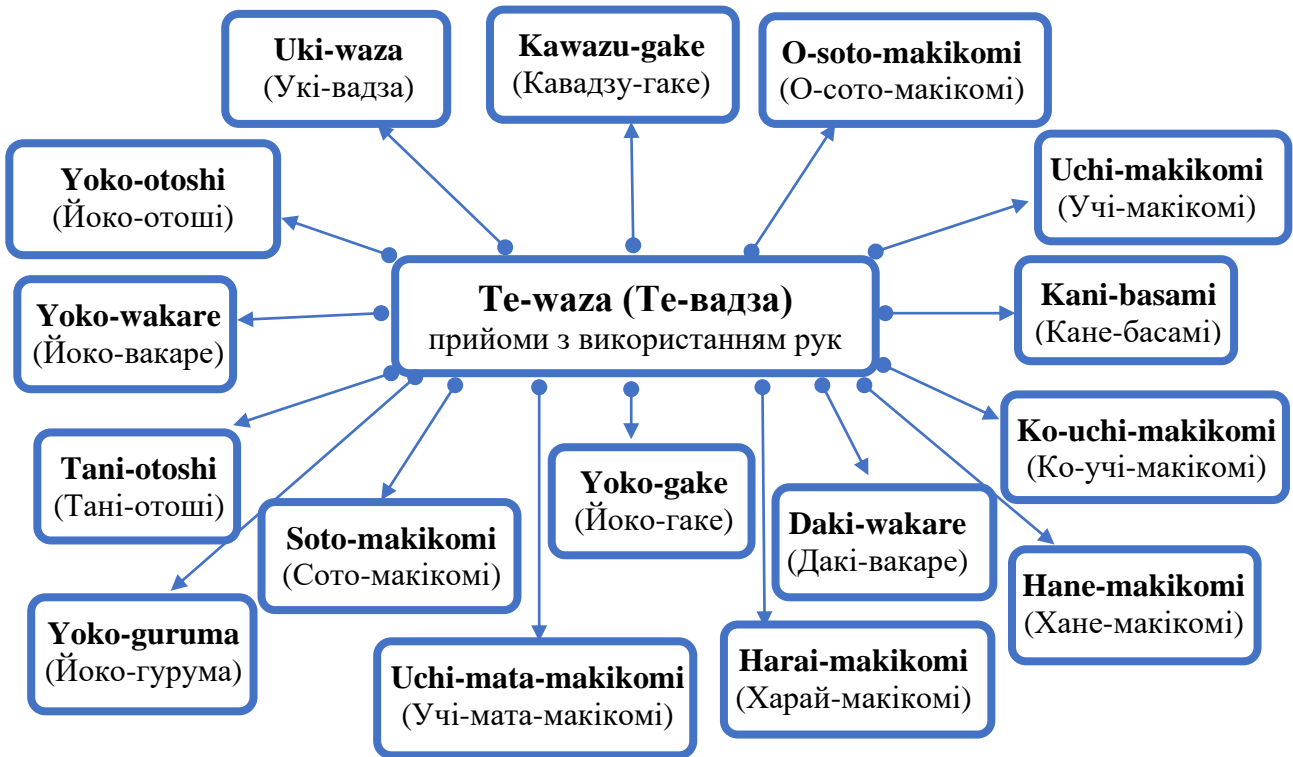 Uki-waza
(Укі-вадза)
Kawazu-gake
(Кавадзу-гаке)
O-soto-makikomi
(О-сото-макікомі)
Yoko-otoshi
(Йоко-отоші)
Uchi-makikomi
(Учі-макікомі)
Te-waza (Те-вадза)
прийоми з використанням рук
Yoko-wakare
(Йоко-вакаре)
Kani-basami
(Кане-басамі)
Tani-otoshi
(Тані-отоші)
Ko-uchi-makikomi
(Ко-учі-макікомі)
Yoko-gake
(Йоко-гаке)
Soto-makikomi
(Сото-макікомі)
Daki-wakare
(Дакі-вакаре)
Hane-makikomi
(Хане-макікомі)
Yoko-guruma
(Йоко-гурума)
Uchi-mata-makikomi
(Учі-мата-макікомі)
Harai-makikomi
(Харай-макікомі)